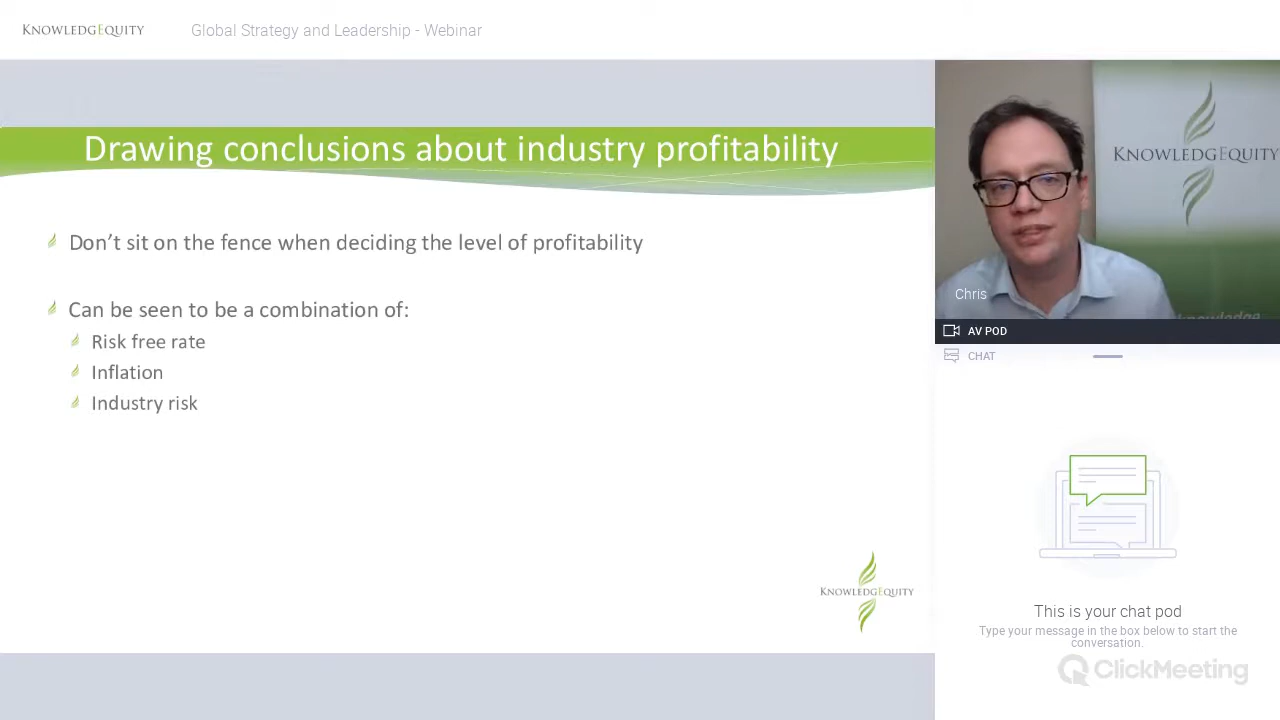 KNOWLEDGEQUITY
Global Strategy and Leadership - Webinar
Drawing conclusions about industry profitability
Don't sit on the fence when deciding the level of profitability
Can be seen to be a combination of:
Risk free rate
Inflation
Industry risk
KNOWLEDGEQUITY
KNOWLEDGEQUITY
knowledge
Chris
AV POD
CHAT
This is your chat pod
Type your message in the box below to start the
conversation.
ClickMeeting